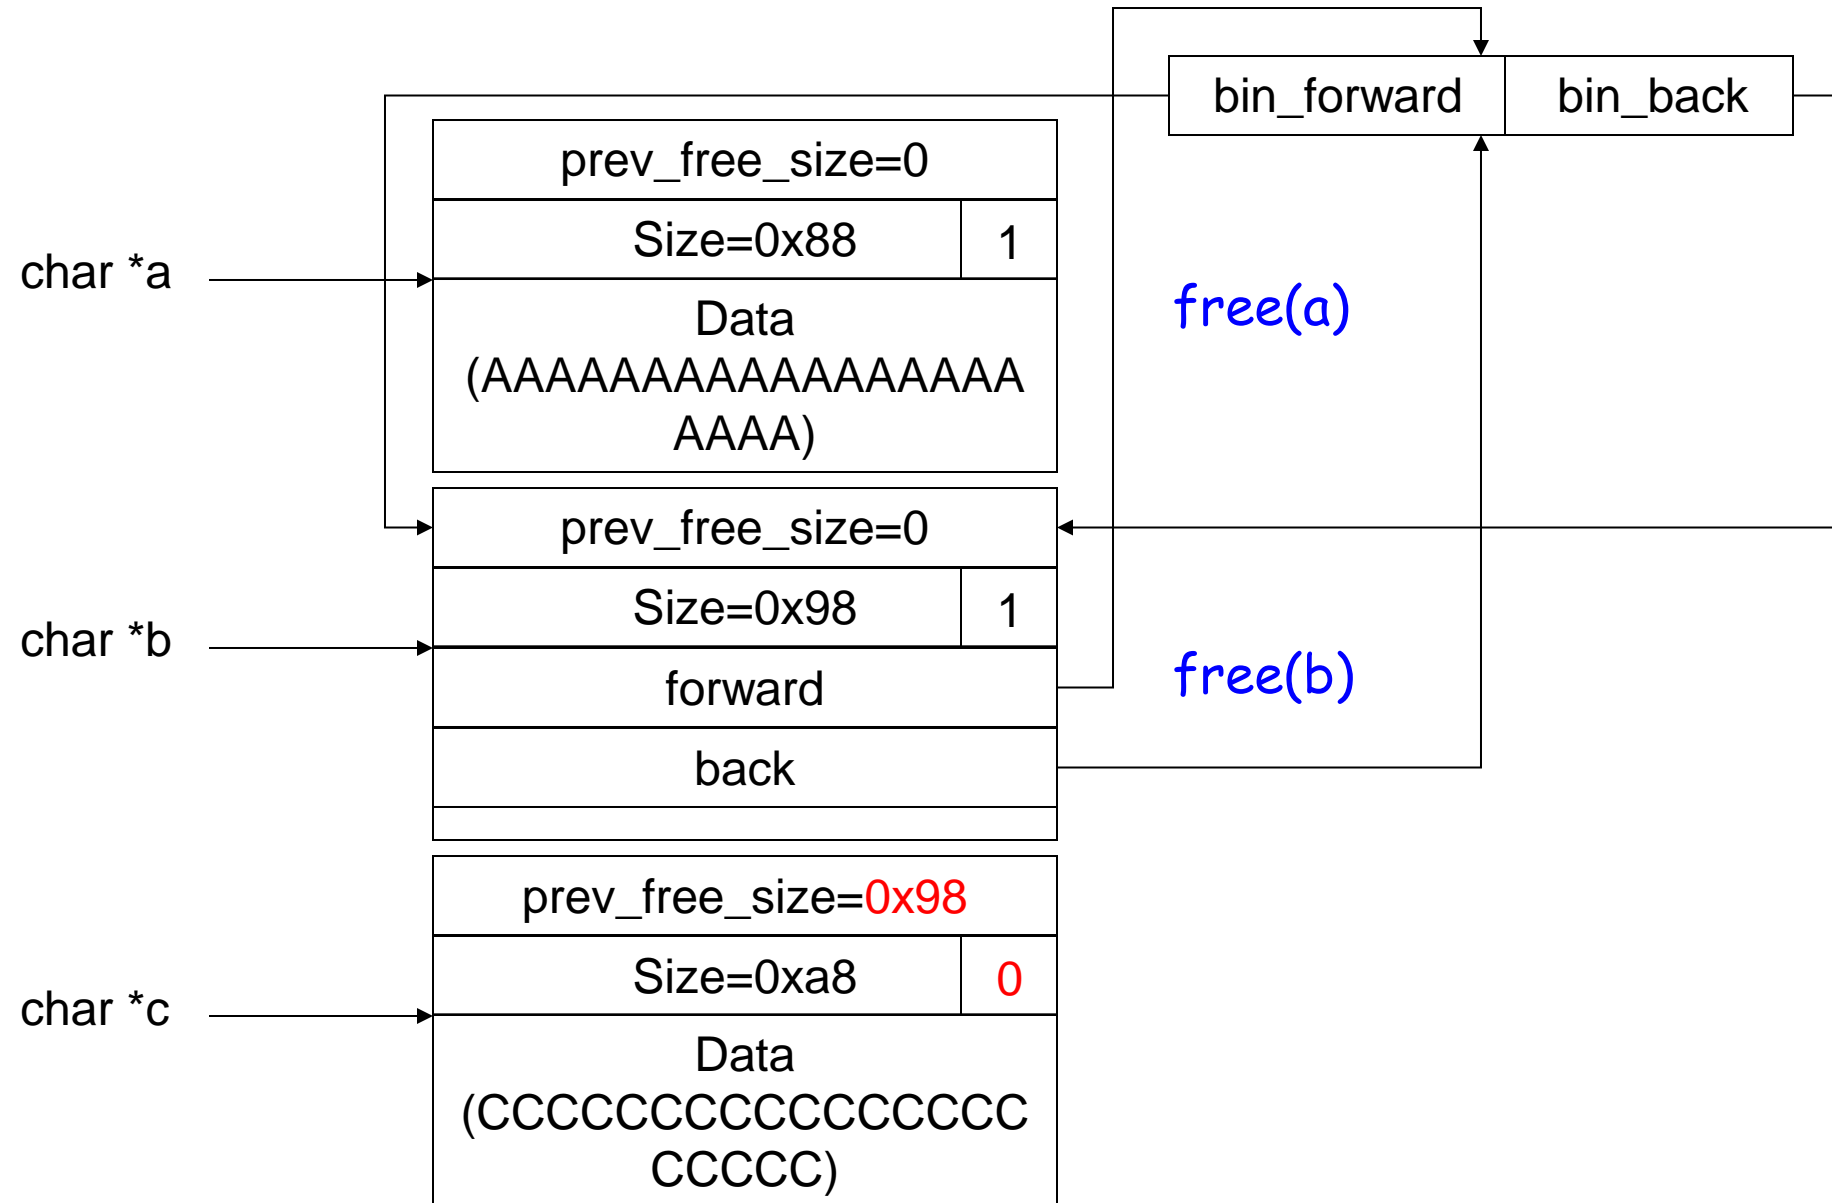 bin_forward
bin_back
prev_free_size=0
Size=0x88
1
char *a
Data
(AAAAAAAAAAAAAAAAA
AAAA)
free(a)
prev_free_size=0
Size=0x98
1
char *b
forward
free(b)
back
prev_free_size=0x98
Size=0xa8
0
char *c
Data
(CCCCCCCCCCCCCCCC
CCCCC)